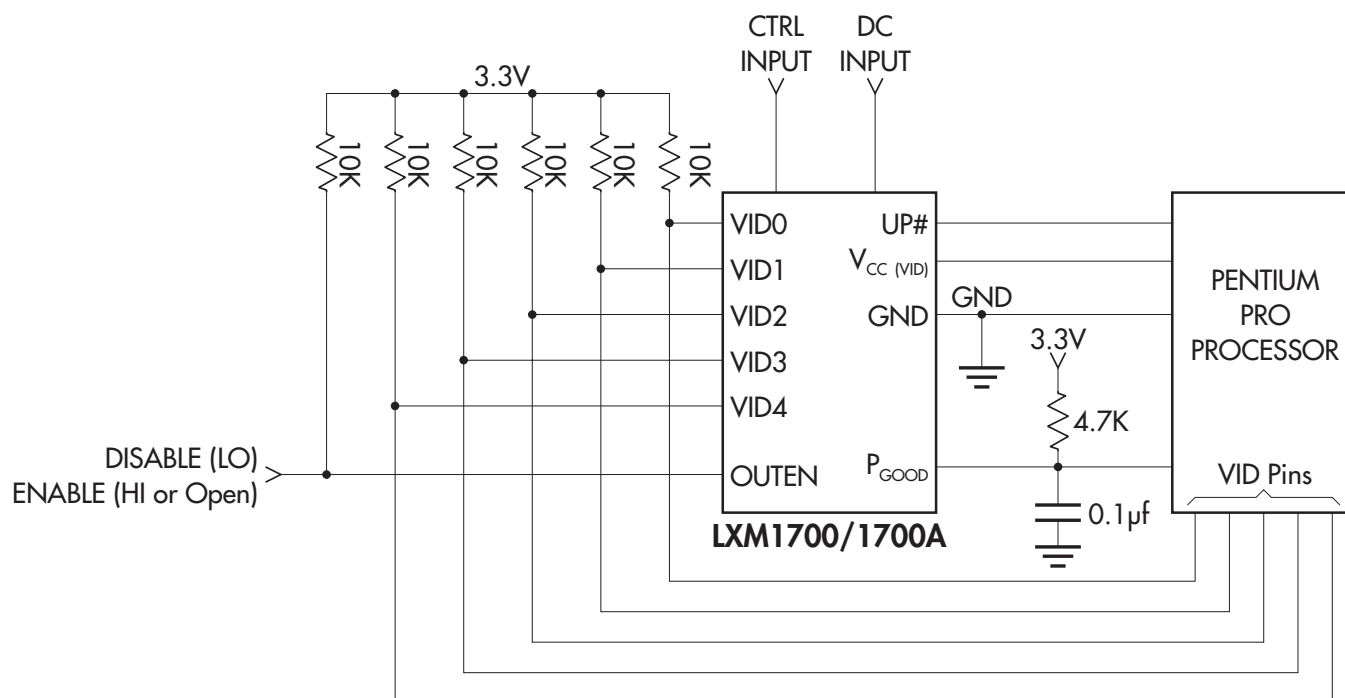 CTRL
INPUT
DC
INPUT
3.3V
10K
10K
10K
10K
10K
10K
VID0
VID1
VID2
VID3
VID4
OUTEN
UP#
VCC (VID)
GND
PGOOD
LXM1700/1700A
GND
3.3V
4.7K
0.1µf
PENTIUM
PRO
PROCESSOR
VID Pins
DISABLE (LO)
ENABLE (HI or Open)